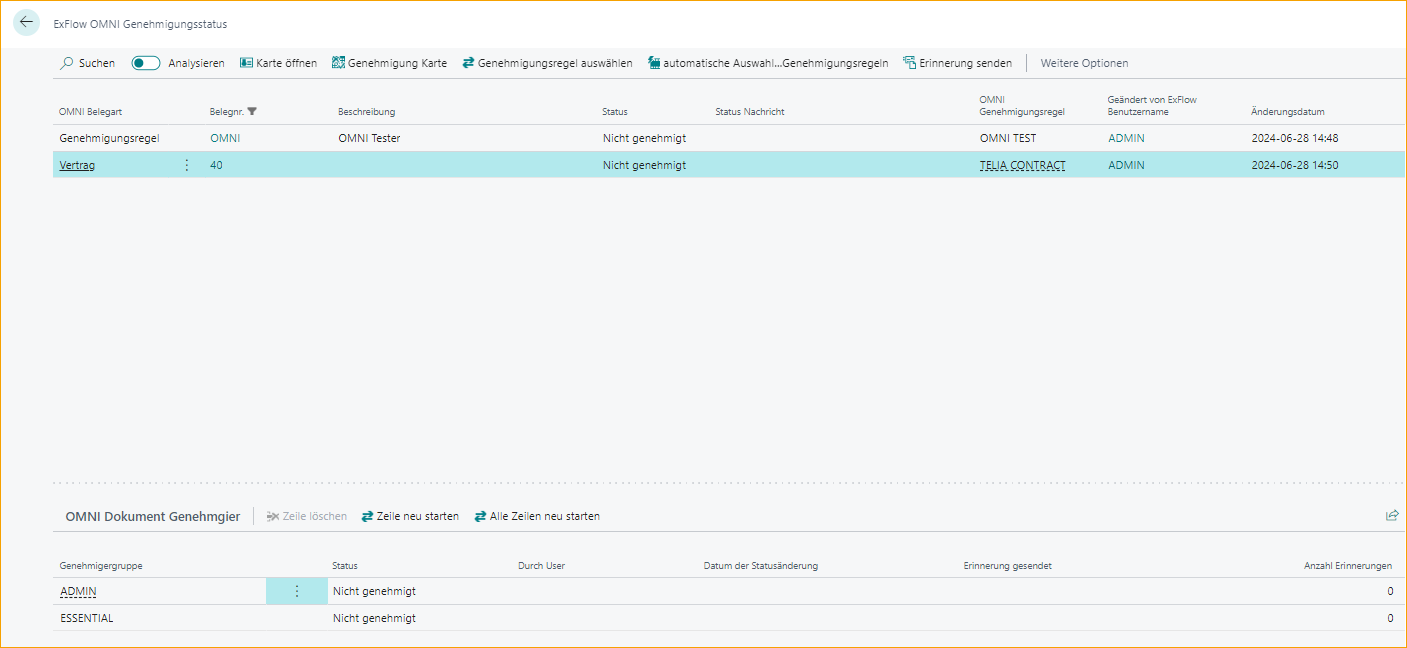 ExFlow OMNI Genehmigungsstatus
Suchen Analysieren Karte öffnen Genehmigung Karte Genehmigungsregel auswählen automatische Auswahl...Genehmigungsregeln Erinnerung senden Weitere Optionen
OMNI Belegart Belegnr. Beschreibung Status Status Nachricht OMNI Genehmigungsregel Geändert von ExFlow Benutzername Änderungsdatum
Genehmigungsregel OMNI OMNI Tester Nicht genehmigt OMNI TEST ADMIN 2024-06-28 14:48
Vertrag 40 Nicht genehmigt TELIA CONTRACT ADMIN 2024-06-28 14:50
OMNI Dokument Genehmgier Zeile löschen Zeile neu starten Alle Zeilen neu starten
Genehmigergruppe Status Durch User Datum der Statusänderung Erinnerung gesendet Anzahl Erinnerungen
ADMIN Nicht genehmigt 0
ESSENTIAL Nicht genehmigt 0